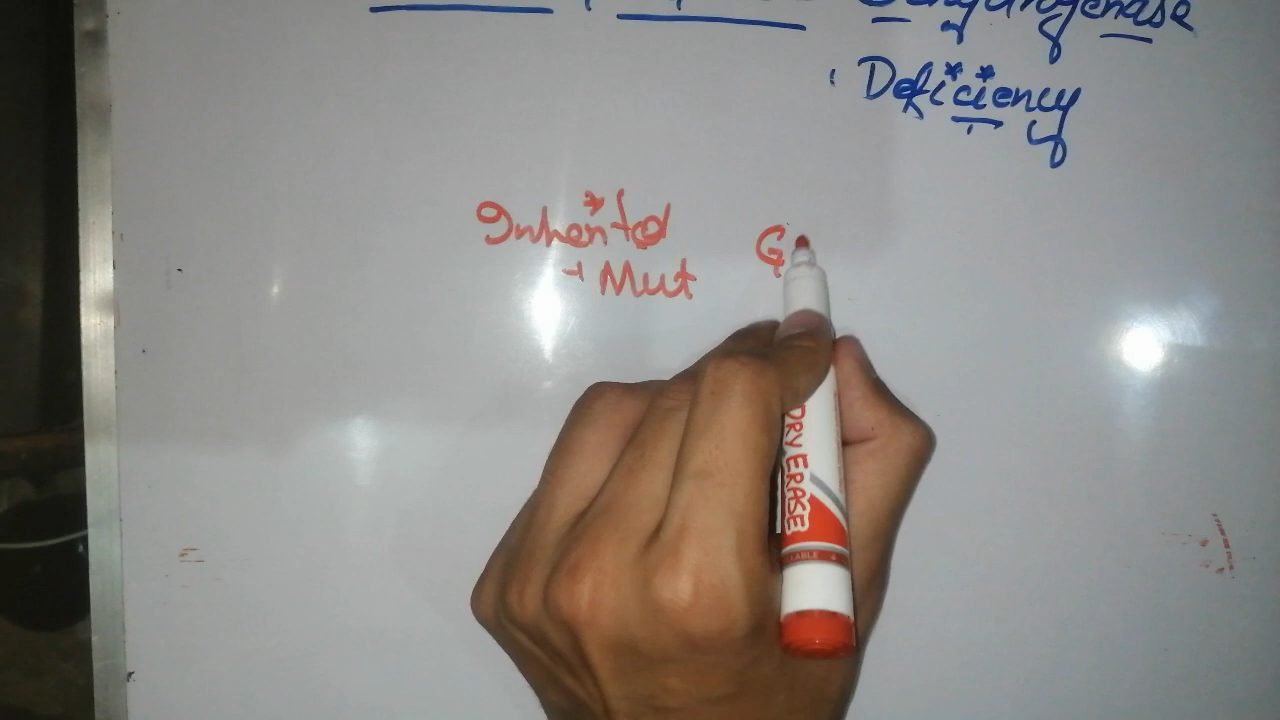 Dehydrogenase
Deficiency
Inherited
Mut
G
DRY ERASE